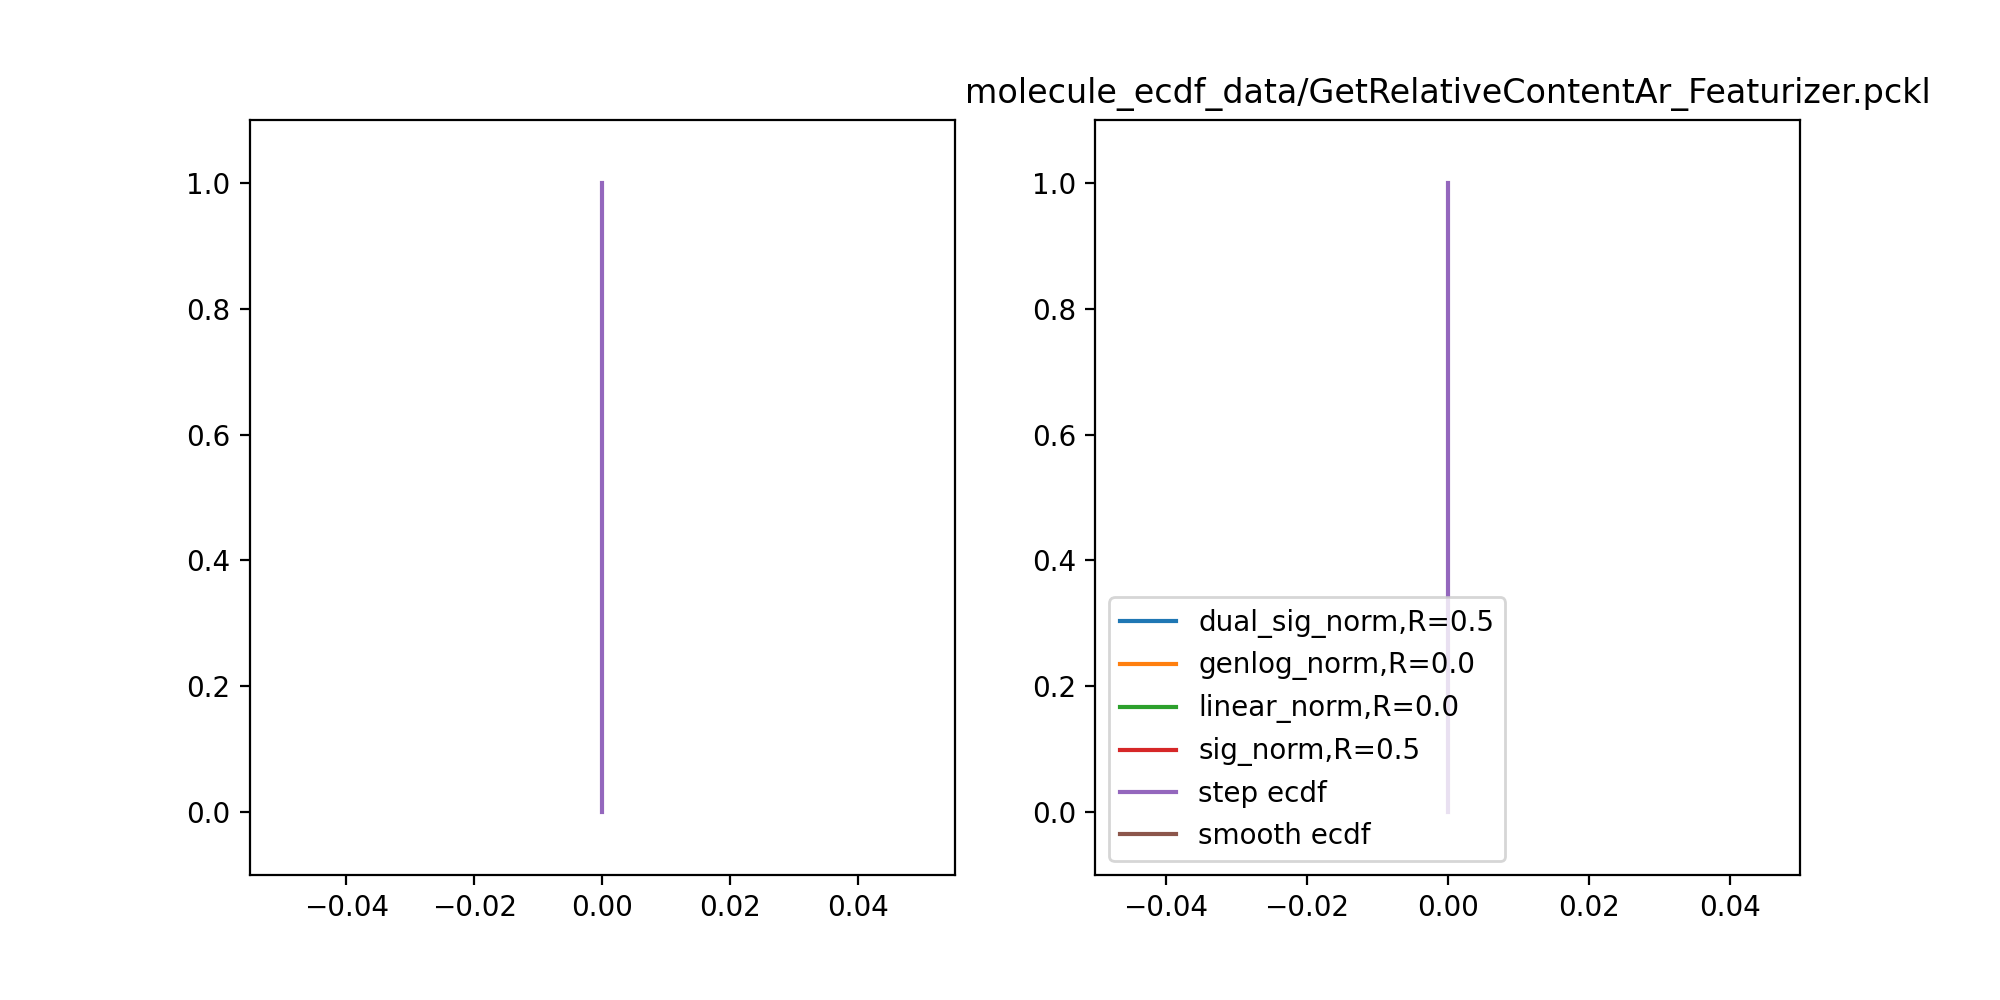 molecule_ecdf_data/GetRelativeContentAr_Featurizer.pckl
1.0
0.8
0.6
0.4
0.2
0.0
−0.04 −0.02 0.00 0.02 0.04
1.0
0.8
0.6
0.4
0.2
0.0
dual_sig_norm,R=0.5
genlog_norm,R=0.0
linear_norm,R=0.0
sig_norm,R=0.5
step ecdf
smooth ecdf
−0.04 −0.02 0.00 0.02 0.04